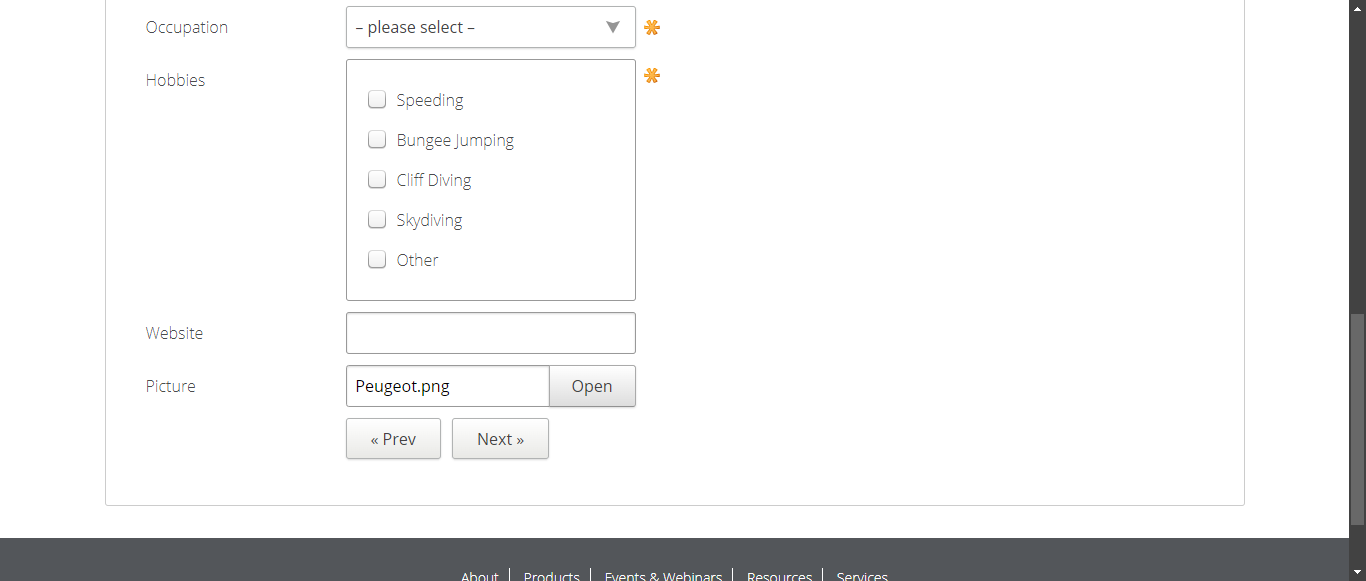 Occupation
– please select –
Hobbies
Speeding
Bungee Jumping
Cliff Diving
Skydiving
Other
Website
Picture
Peugeot.png
Open
« Prev
Next »
About
Products
Events & Webinars
Resources
Services